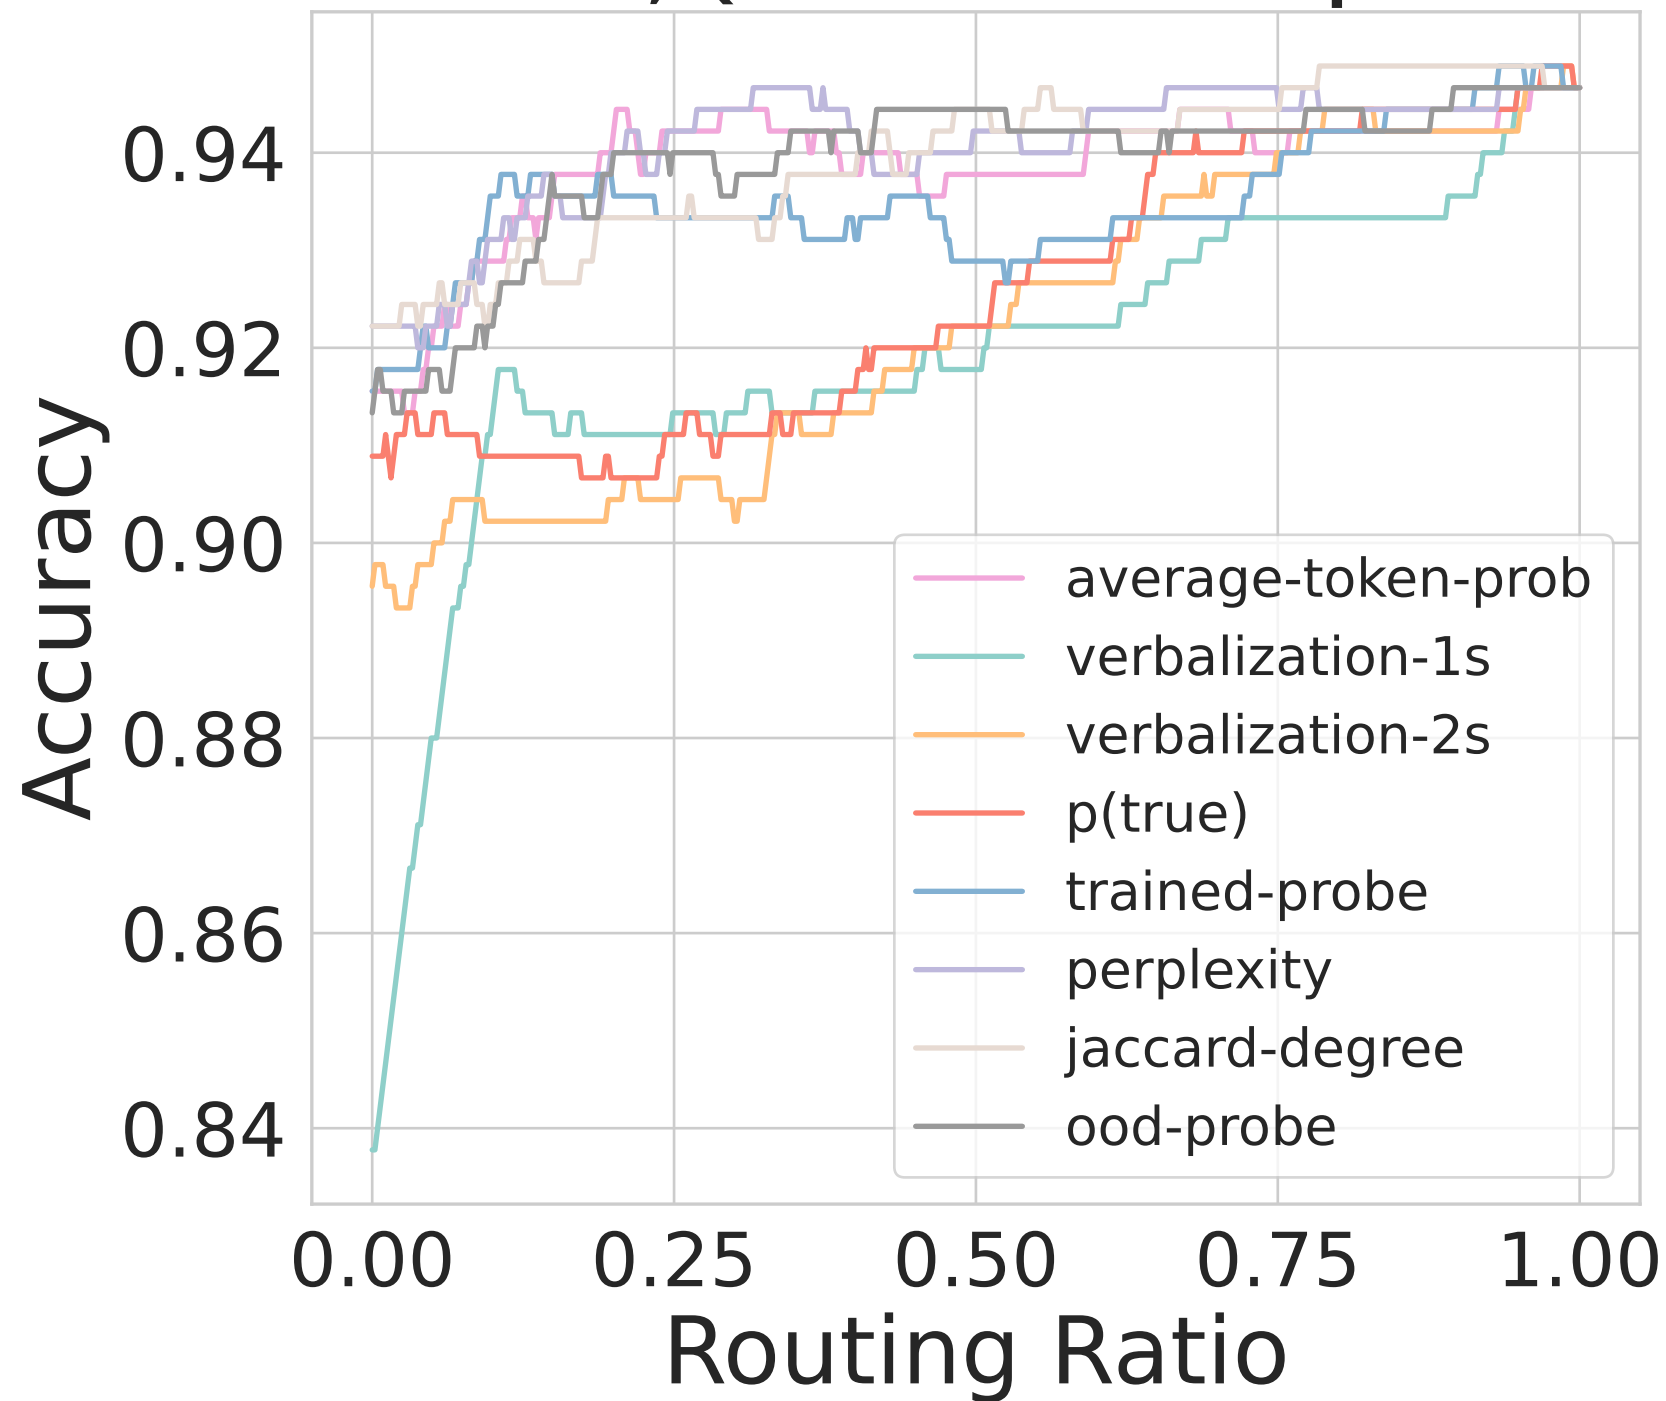 Accuracy
0.94
0.92
0.90
0.88
0.86
0.84
average-token-prob
verbalization-1s
verbalization-2s
p(true)
trained-probe
perplexity
jaccard-degree
ood-probe
0.00 0.25 0.50 0.75 1.00
Routing Ratio